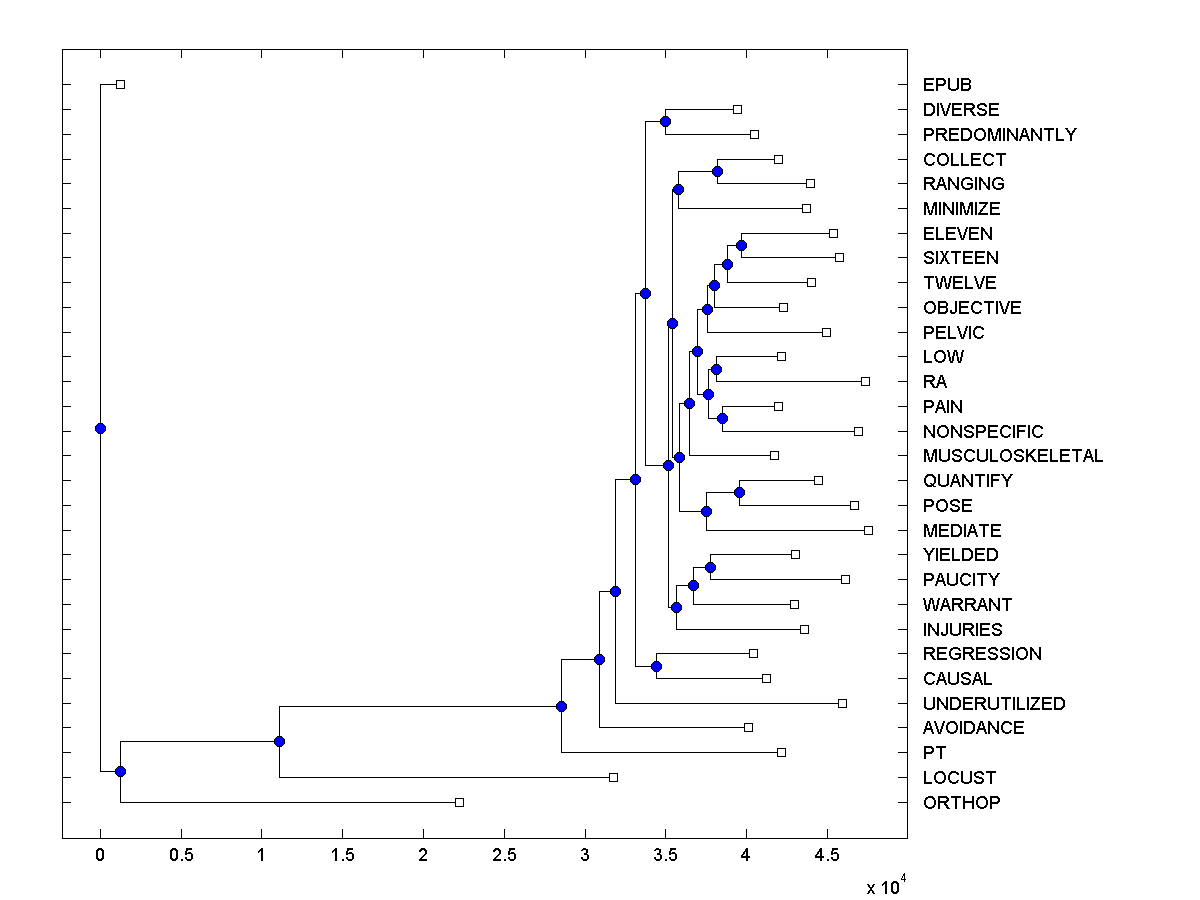 EPUB
DIVERSE
PREDOMINANTLY
COLLECT
RANGING
MINIMIZE
ELEVEN
SIXTEEN
TWELVE
OBJECTIVE
PELVIC
LOW
RA
PAIN
NONSPECIFIC
MUSCULOSKELETAL
QUANTIFY
POSE
MEDIATE
YIELDED
PAUCITY
WARRANT
INJURIES
REGRESSION
CAUSAL
UNDERUTILIZED
AVOIDANCE
PT
LOCUST
ORTHOP
0 0.5 1 1.5 2 2.5 3 3.5 4 4.5
x 10^4